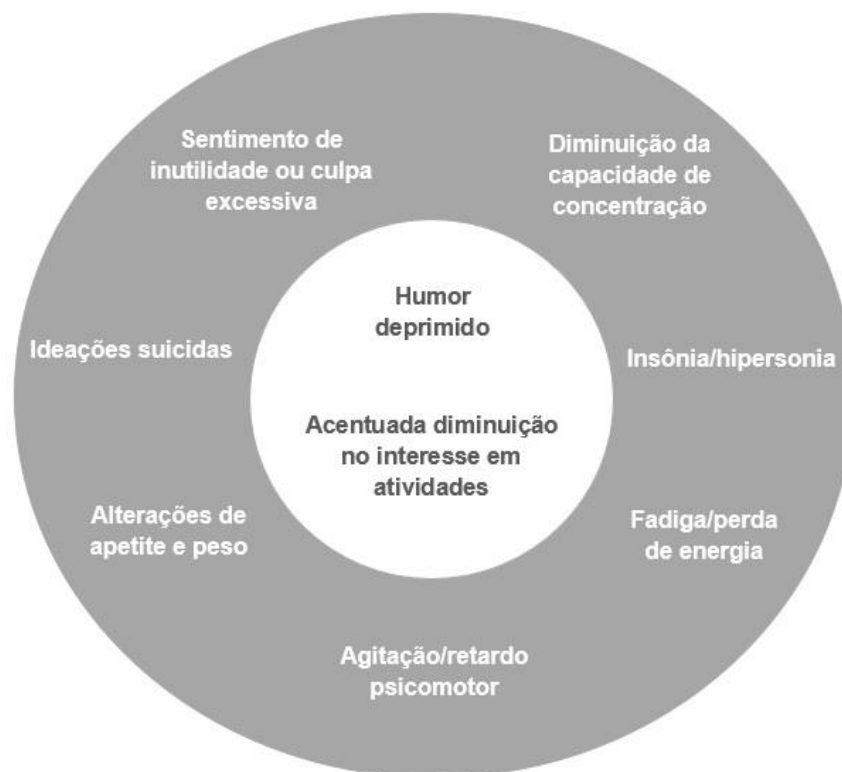 Sentimento de
inutilidade ou culpa
excessiva
Diminuição da
capacidade de
concentração
Humor
deprimido
Ideações suicidas
Insônia/hipersonia
Acentuada diminuição
no interesse em
atividades
Alterações de
apetite e peso
Fadiga/perda
de energia
Agitação/retardo
psicomotor